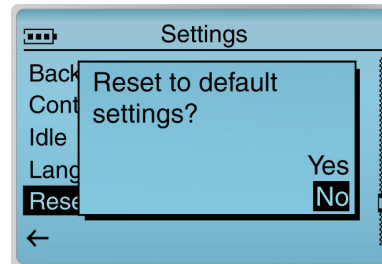 Settings
Back
Cont
Idle
Lang
Rese
Reset to default
settings?
Yes
No